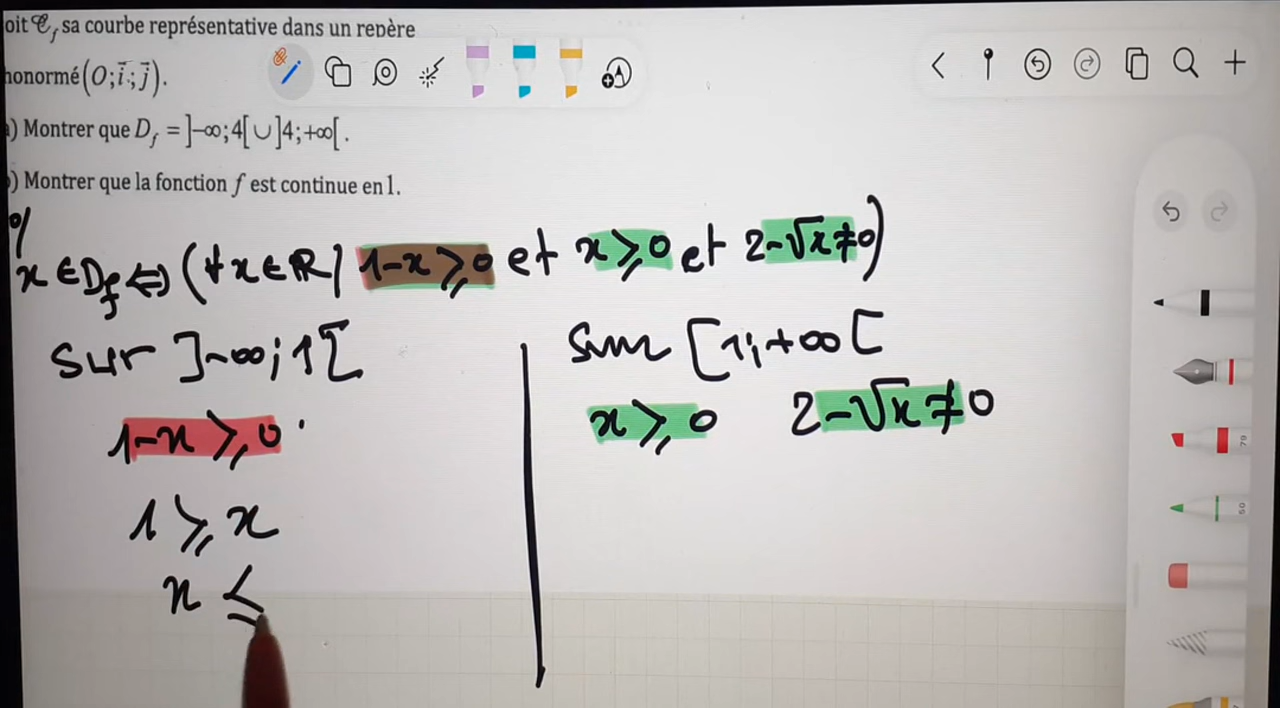 oit 𝒞f sa courbe représentative dans un repère
honormé (O; i⃗; j⃗).
a) Montrer que Df = ]-∞;4[ ∪ ]4;+∞[.
b) Montrer que la fonction f est continue en 1.
x ∈ Df ⇔ (∀x ∈ ℝ / 1-x ⩾ 0 et x ⩾ 0 et 2-√x ≠ 0)
sur ]-∞; 1[
sur [1; +∞[
1-x ⩾ 0
x ⩾ 0 2-√x ≠ 0
1 ⩾ x
x ⩽
79
50